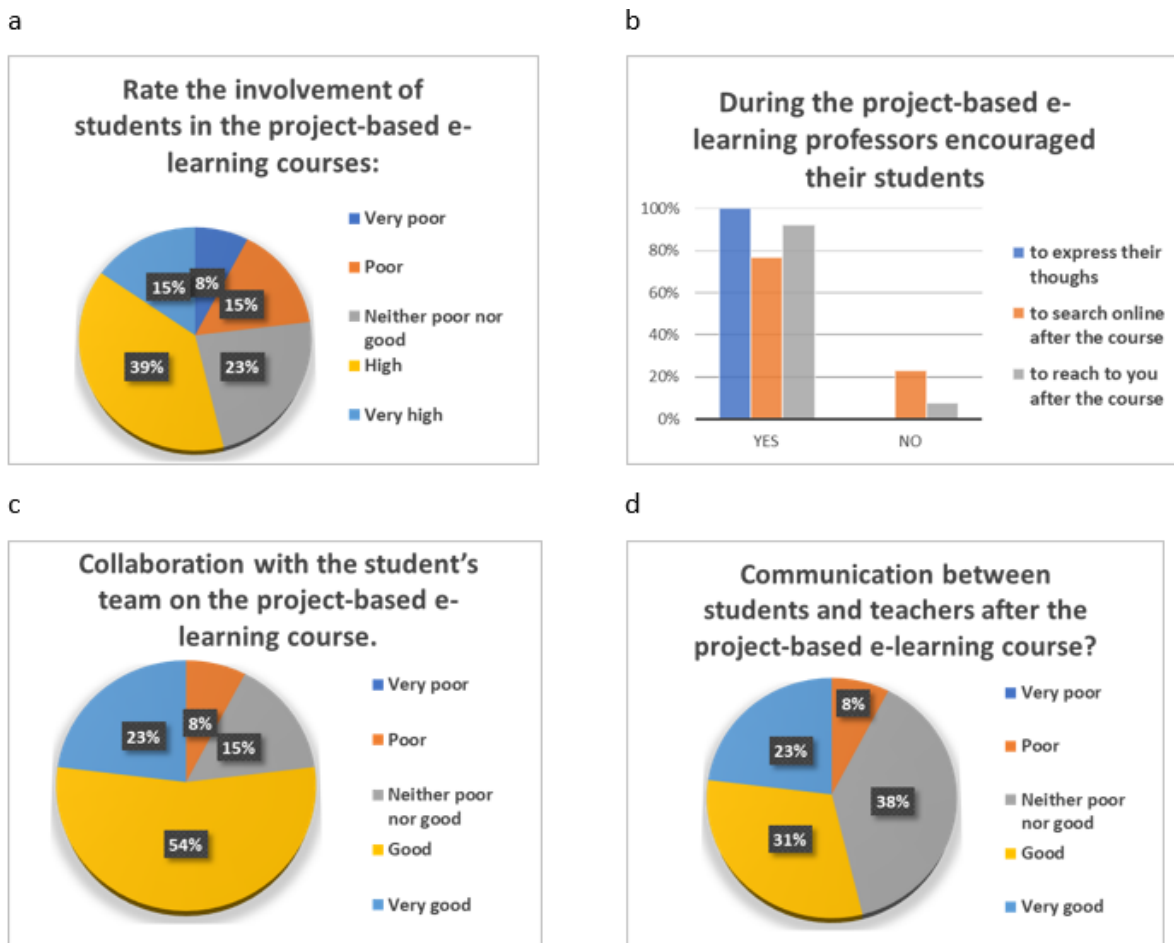 a
Rate the involvement of
students in the project-based e-
learning courses:
Very poor
Poor
Neither poor nor
good
High
Very high
15%
8%
15%
39%
23%
b
During the project-based e-
learning professors encouraged
their students
100%
80%
60%
40%
20%
0%
YES
NO
to express their
thoughs
to search online
after the course
to reach to you
after the course
c
Collaboration with the student's
team on the project-based e-
learning course.
Very poor
Poor
Neither poor
nor good
Good
Very good
8%
23%
15%
54%
d
Communication between
students and teachers after the
project-based e-learning course?
Very poor
Poor
Neither poor
nor good
Good
Very good
8%
23%
38%
31%